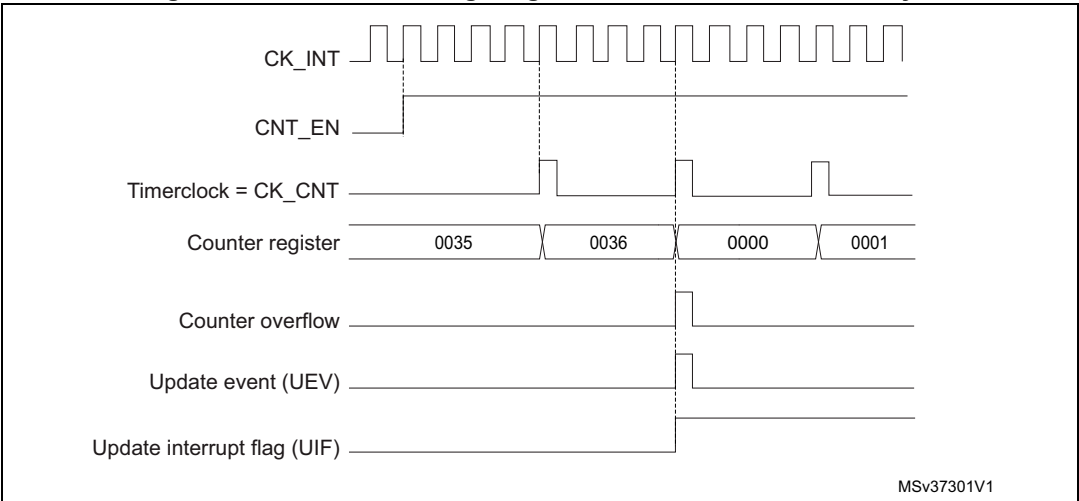 CK_INT
CNT_EN
Timerclock = CK_CNT
Counter register 0035 0036 0000 0001
Counter overflow
Update event (UEV)
Update interrupt flag (UIF)
MSv37301V1